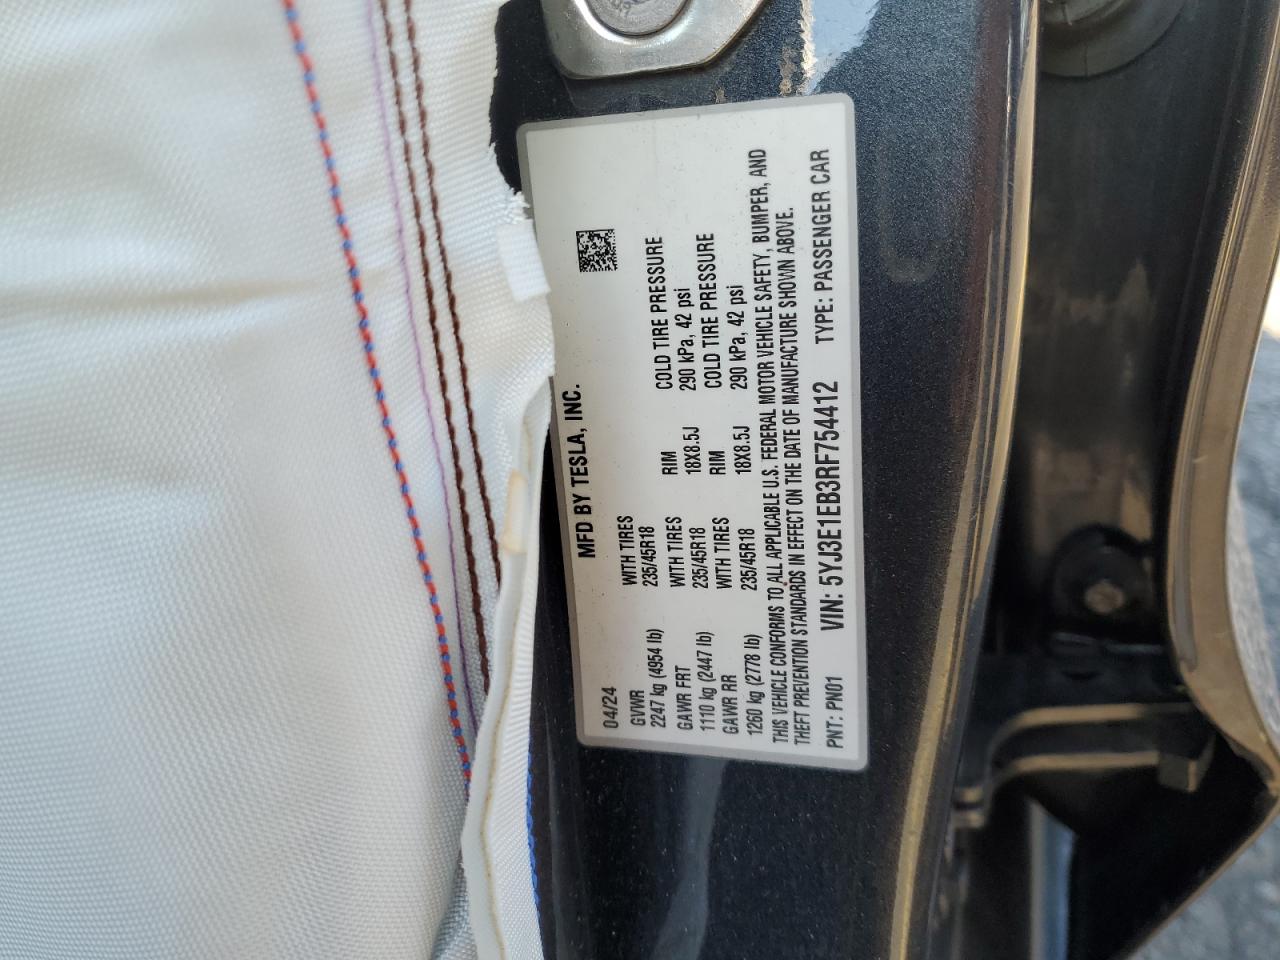 MFD BY TESLA, INC.
04/24
GVWR WITH TIRES
2247 kg (4954 lb) 235/45R18
GAWR FRT WITH TIRES RIM COLD TIRE PRESSURE
1110 kg (2447 lb) 235/45R18 18X8.5J 290 kPa, 42 psi
GAWR RR WITH TIRES RIM COLD TIRE PRESSURE
1260 kg (2778 lb) 235/45R18 18X8.5J 290 kPa, 42 psi
THIS VEHICLE CONFORMS TO ALL APPLICABLE U.S. FEDERAL MOTOR VEHICLE SAFETY, BUMPER, AND
THEFT PREVENTION STANDARDS IN EFFECT ON THE DATE OF MANUFACTURE SHOWN ABOVE.
PNT: PN01 VIN: 5YJ3E1EB3RF754412 TYPE: PASSENGER CAR